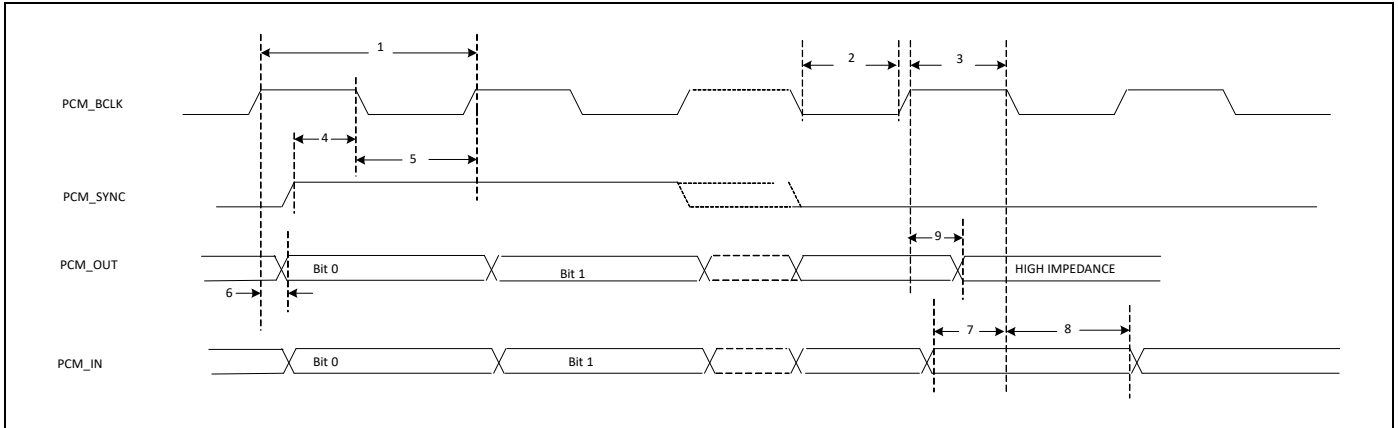 1
2
3
PCM_BCLK
4
5
PCM_SYNC
9
PCM_OUT
Bit 0
Bit 1
HIGH IMPEDANCE
6
7
8
PCM_IN
Bit 0
Bit 1